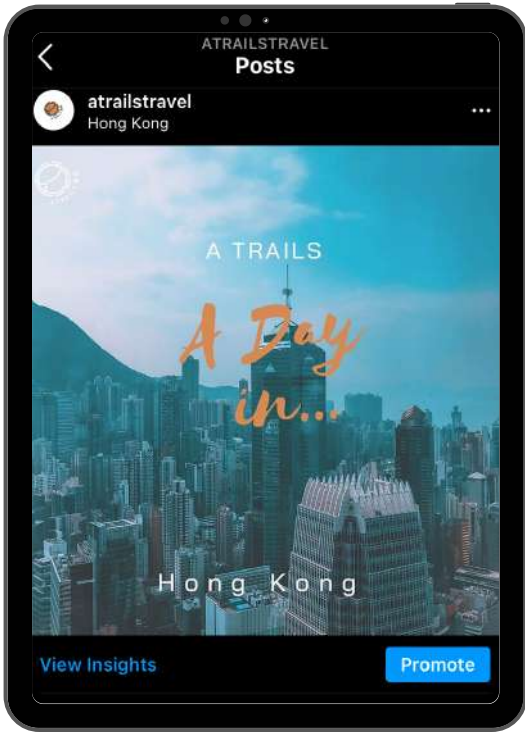 ATRAILSTRAVEL
Posts
atrailstravel
Hong Kong
A TRAILS
A Day
in...
Hong Kong
View Insights
Promote